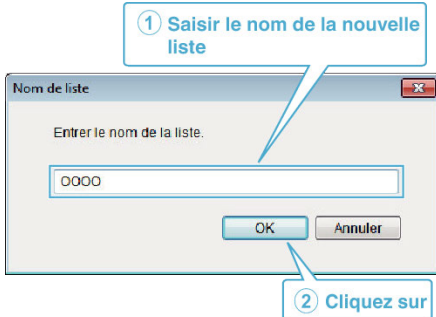 ① Saisir le nom de la nouvelle
liste
Nom de liste
Entrer le nom de la liste.
OOOO
OK Annuler
② Cliquez sur